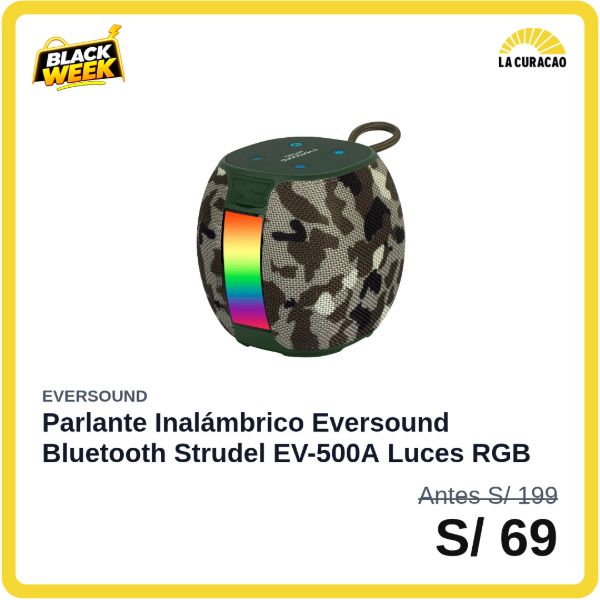 BLACK
WEEK
LA CURACAO
EVERSOUND
Parlante Inalámbrico Eversound
Bluetooth Strudel EV-500A Luces RGB
Antes S/ 199
S/ 69